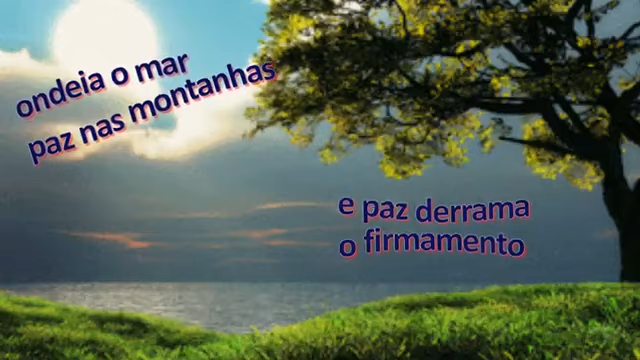 ondeia o mar
paz nas montanhas
e paz derrama
o firmamento